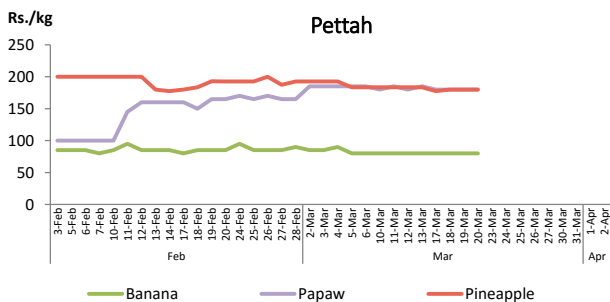 Rs./kg
Pettah
250
200
150
100
50
0
3-Feb
5-Feb
6-Feb
7-Feb
10-Feb
11-Feb
12-Feb
13-Feb
14-Feb
17-Feb
18-Feb
19-Feb
20-Feb
24-Feb
25-Feb
26-Feb
27-Feb
28-Feb
2-Mar
3-Mar
4-Mar
5-Mar
6-Mar
10-Mar
11-Mar
12-Mar
13-Mar
17-Mar
18-Mar
19-Mar
20-Mar
23-Mar
24-Mar
25-Mar
26-Mar
27-Mar
30-Mar
31-Mar
1-Apr
2-Apr
Feb Mar Apr
Banana Papaw Pineapple